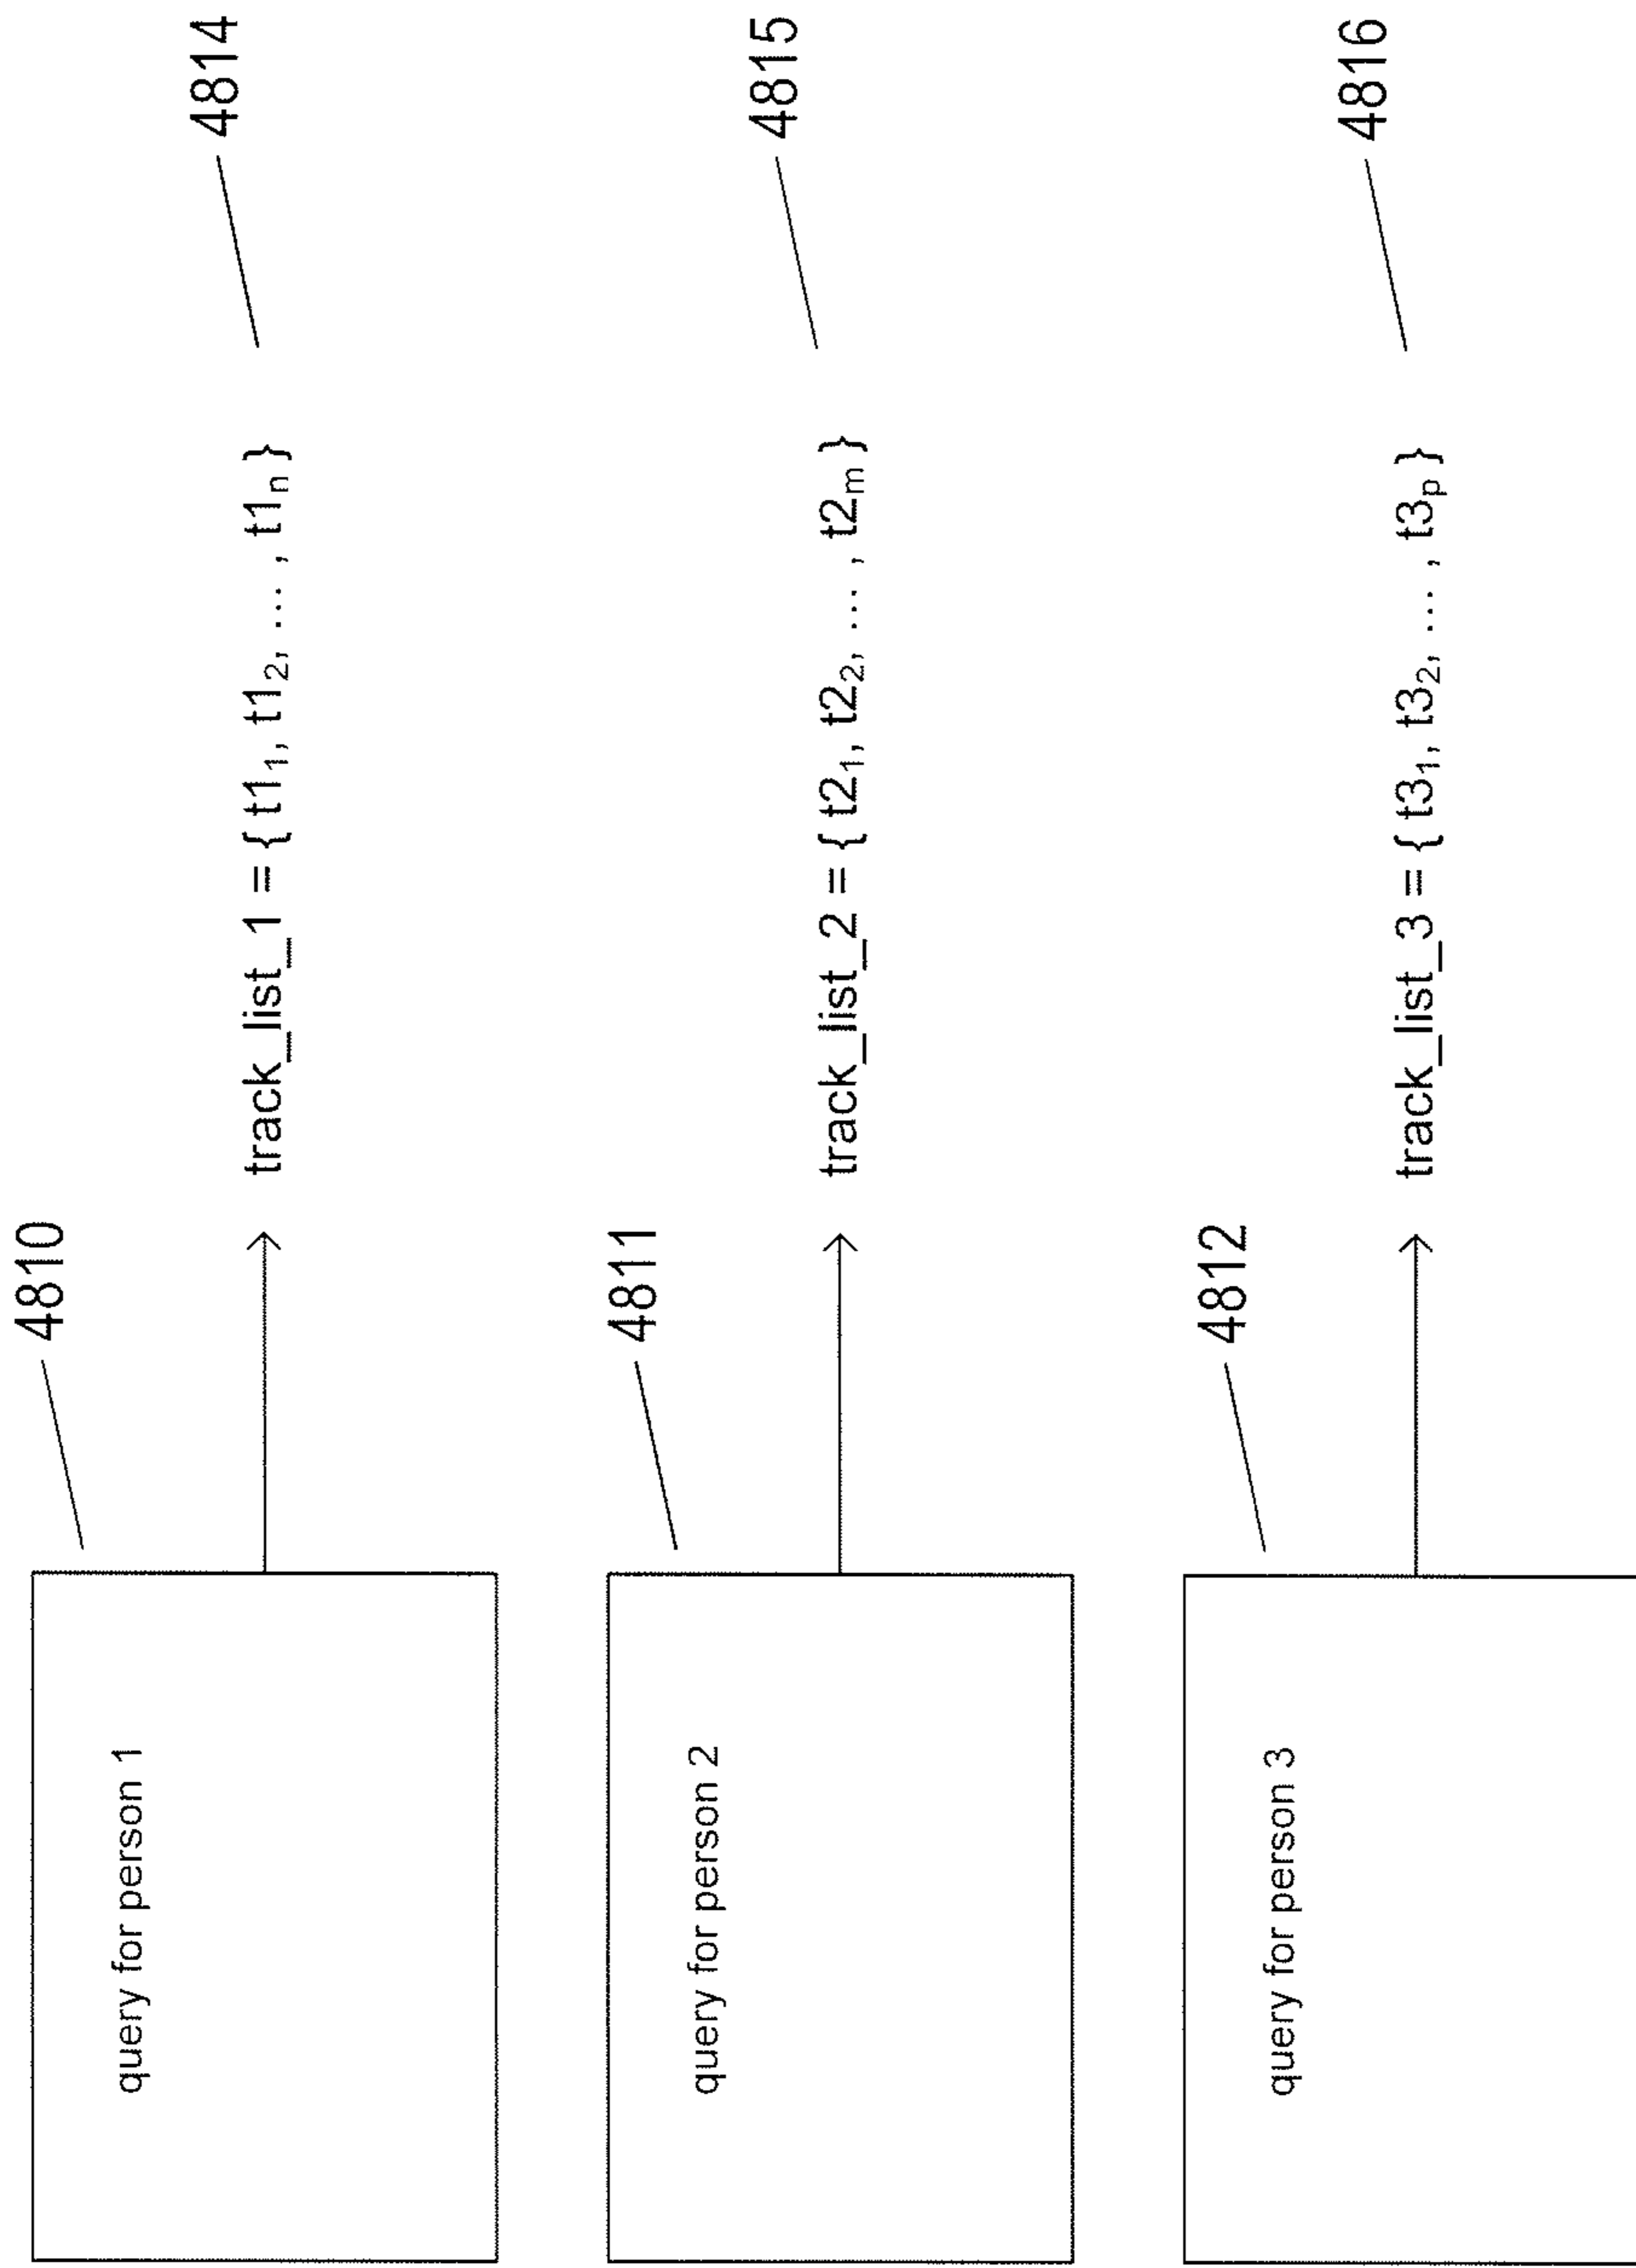 4810
4814
query for person 1
track_list_1 = { t1₁, t1₂, ... , t1ₙ }
4811
4815
query for person 2
track_list_2 = { t2₁, t2₂, ... , t2ₘ }
4812
4816
query for person 3
track_list_3 = { t3₁, t3₂, ... , t3ₚ }